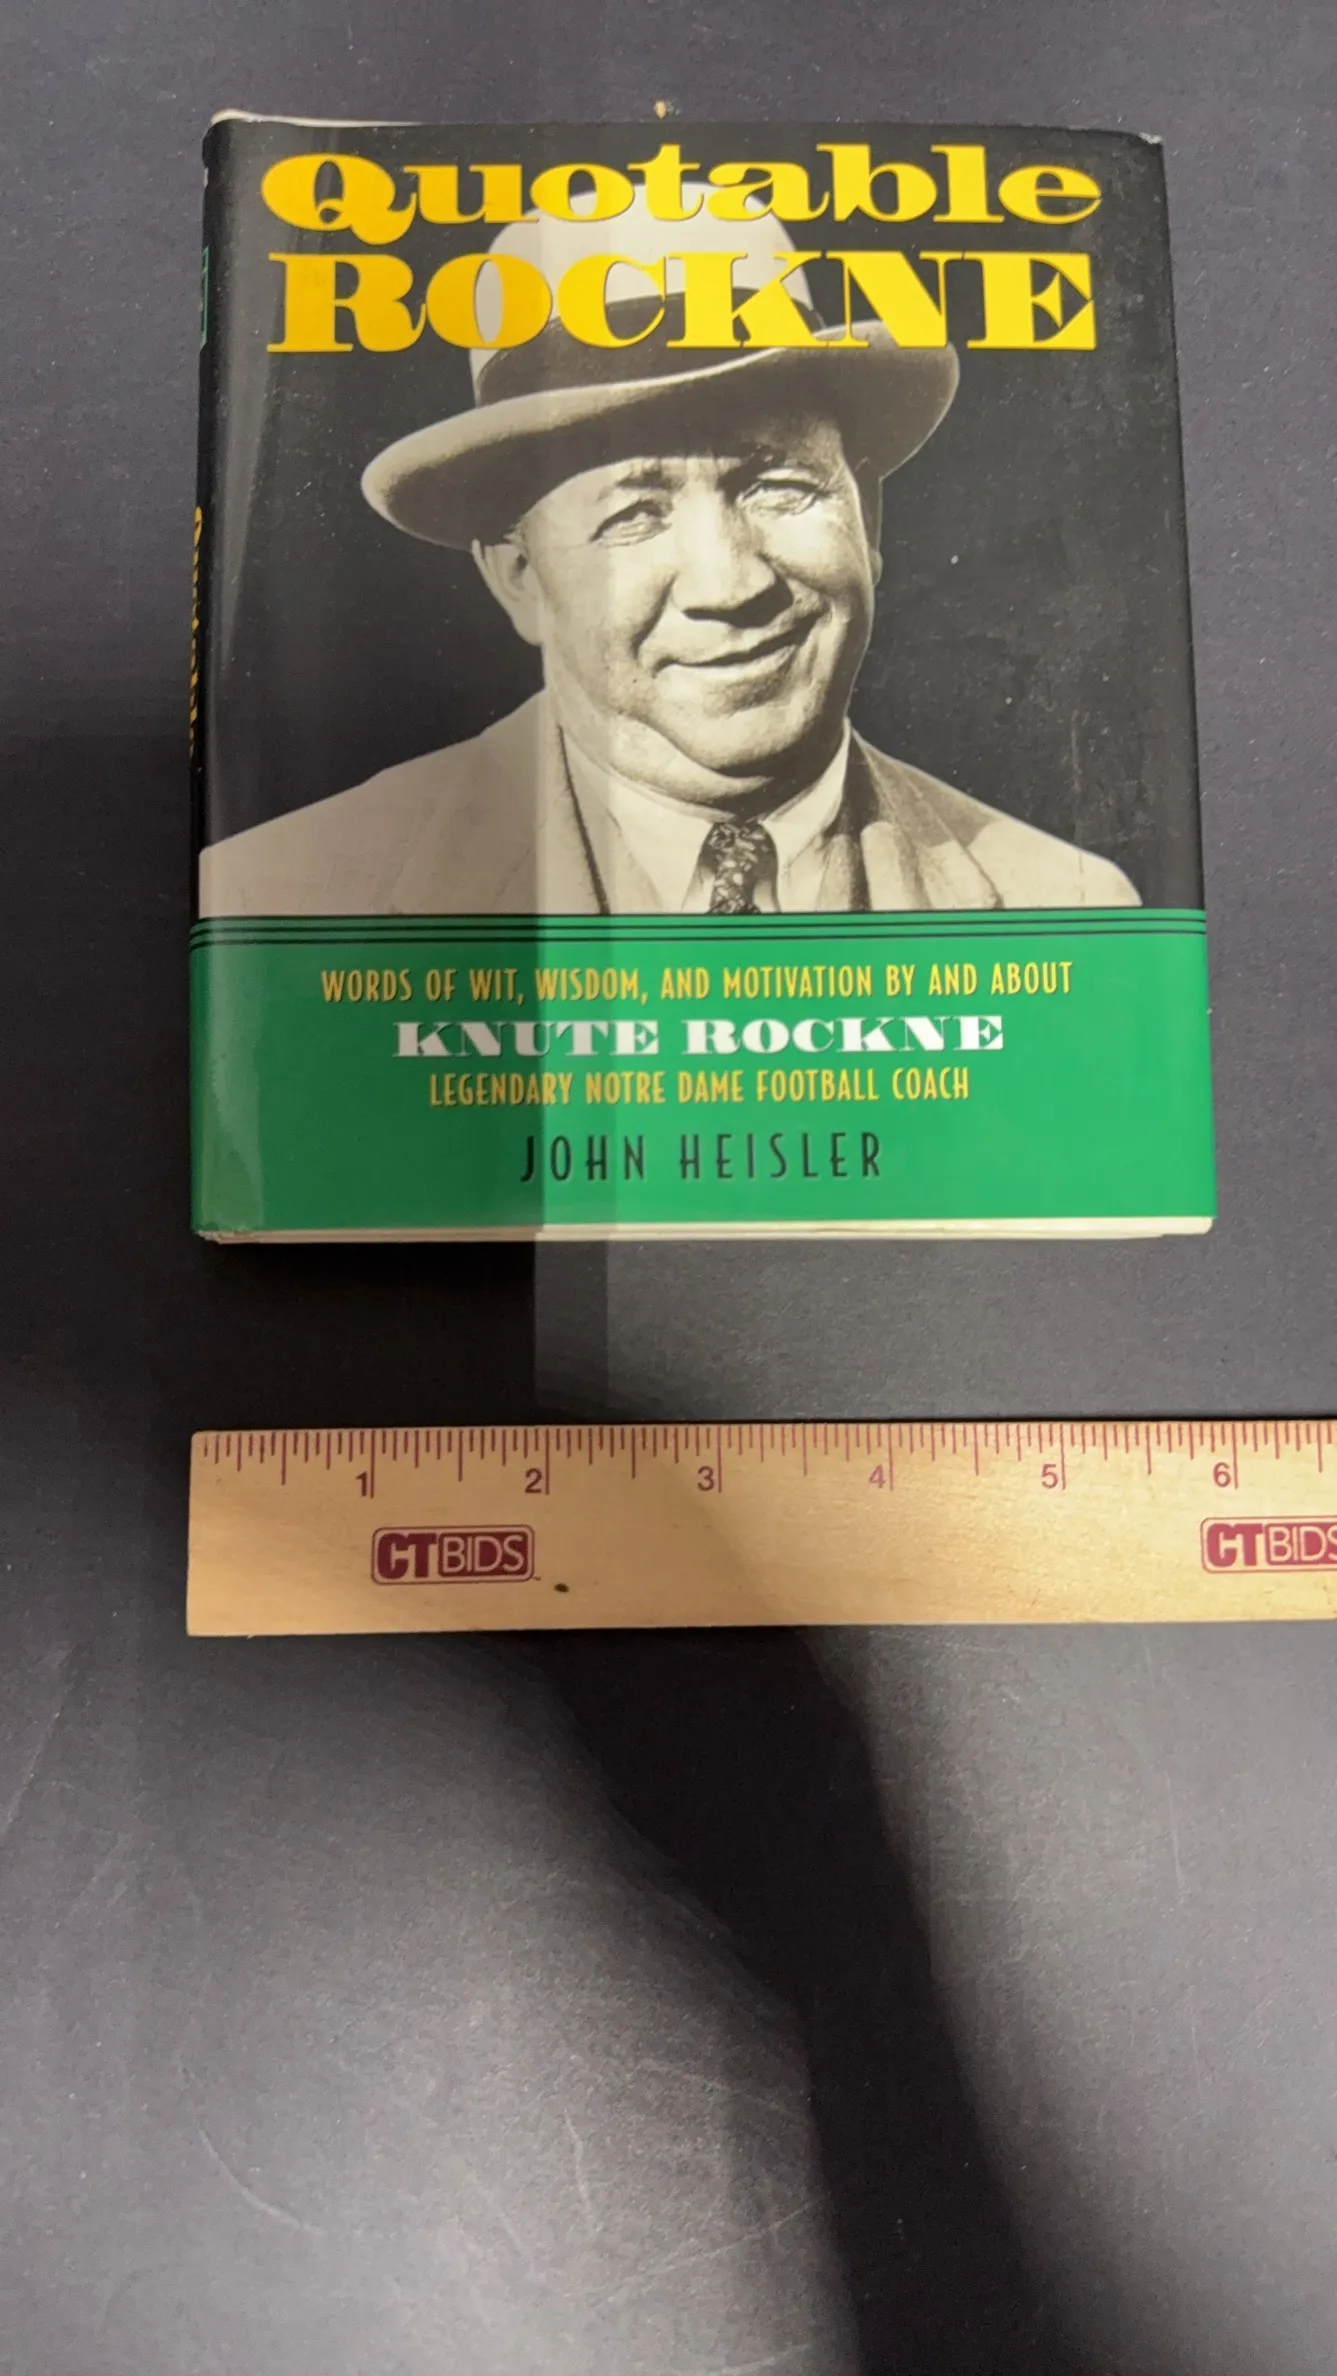 Quotable
ROCKNE
WORDS OF WIT, WISDOM, AND MOTIVATION BY AND ABOUT
KNUTE ROCKNE
LEGENDARY NOTRE DAME FOOTBALL COACH
JOHN HEISLER
1 2 3 4 5 6
CTBIDS CTBIDS